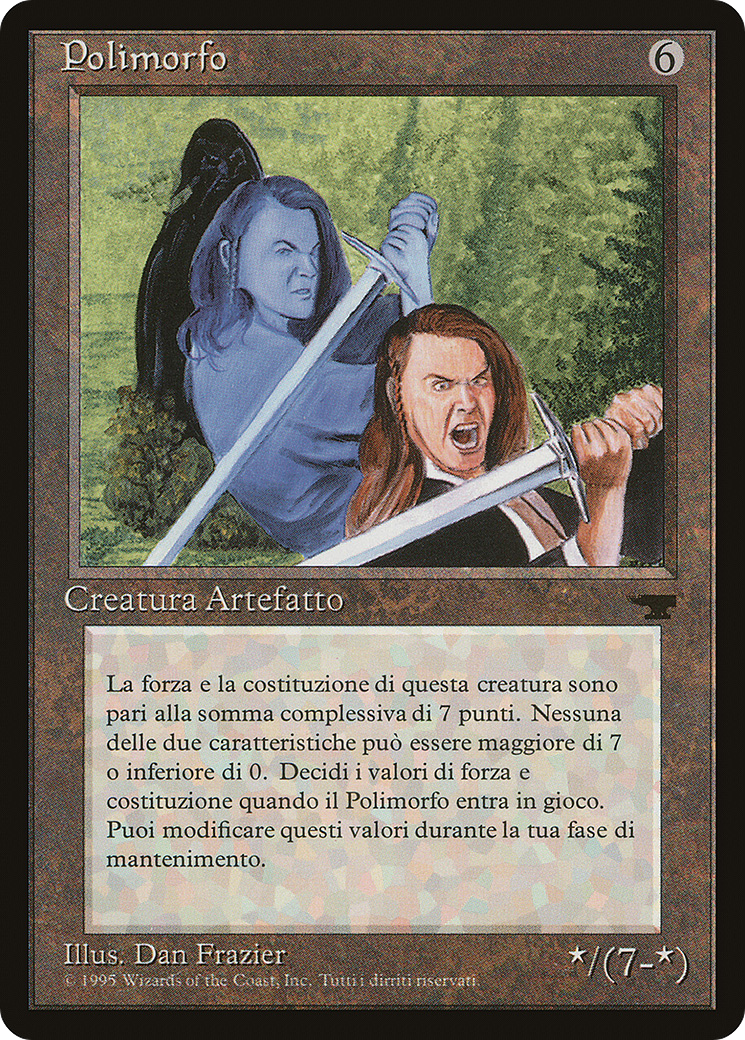 Polimorfo
6
Creatura Artefatto
La forza e la costituzione di questa creatura sono
pari alla somma complessiva di 7 punti. Nessuna
delle due caratteristiche può essere maggiore di 7
o inferiore di 0. Decidi i valori di forza e
costituzione quando il Polimorfo entra in gioco.
Puoi modificare questi valori durante la tua fase di
mantenimento.
Illus. Dan Frazier
★/(7-★)
© 1995 Wizards of the Coast, Inc. Tutti i dirriti riservati.